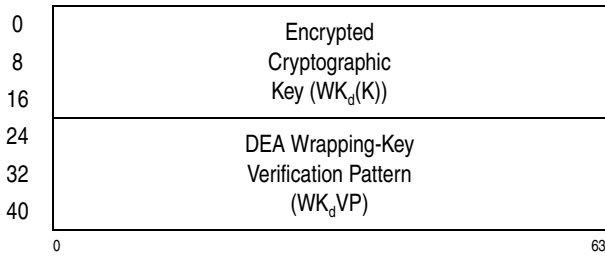 0
Encrypted
8
Cryptographic
16
Key (WKd(K))
24
DEA Wrapping-Key
32
Verification Pattern
40
(WKdVP)
0 63